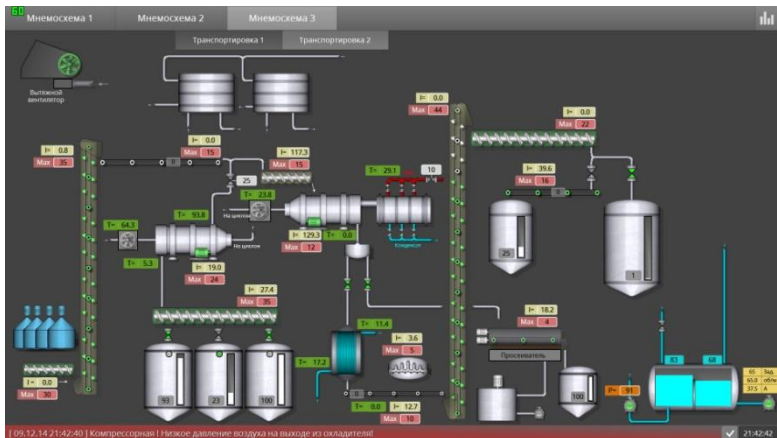 60
Мнемосхема 1 Мнемосхема 2 Мнемосхема 3
Транспортировка 1 Транспортировка 2
Вытяжной
вентилятор
I= 0.0
Max 44
I= 0.0
Max 22
I= 0.8
Max 35
I= 0.0
Max 15
I= 117.3
Max 15
T= 29.1
10
I= 39.6
Max 16
25
T= 23.8
T= 93.8
На циклон
T= 64.3
На циклон
I= 129.3
Max 12
T= 0.0
Конденсат
T= 5.3
I= 19.0
Max 24
25
1
I= 27.4
Max 35
I= 18.2
Max 4
T= 11.4
I= 3.6
Max 5
T= 17.2
Просеиватель
83 68
I= 0.0
Max 30
93 23 100
100
P= 91
65 Зад.
65.0 об/м
37.5 А
T= 0.0
I= 12.7
Max 10
[ 09.12.14 21:42:40 ] Компрессорная ! Низкое давление воздуха на выходе из охладителя!
21:42:42